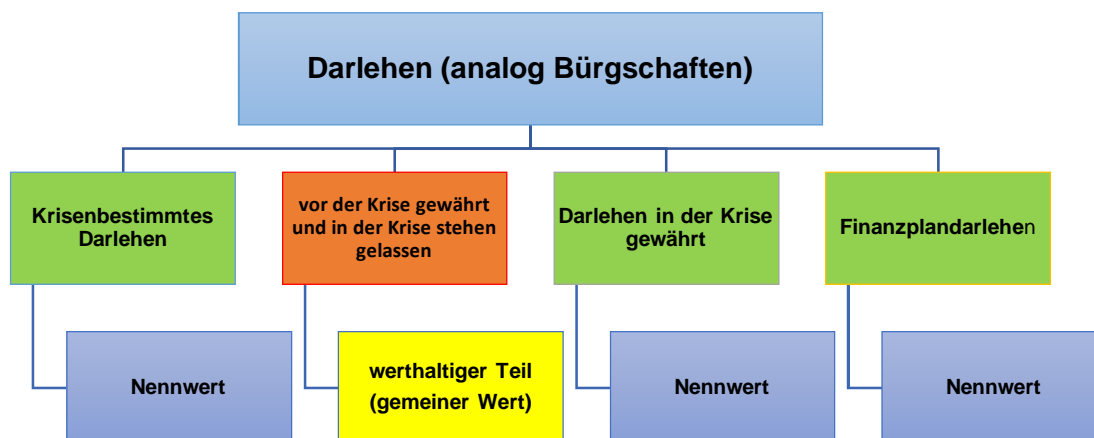 Darlehen (analog Bürgschaften)
Krisenbestimmtes
Darlehen
vor der Krise gewährt
und in der Krise stehen
gelassen
Darlehen in der Krise
gewährt
Finanzplandarlehen
Nennwert
werthaltiger Teil
(gemeiner Wert)
Nennwert
Nennwert